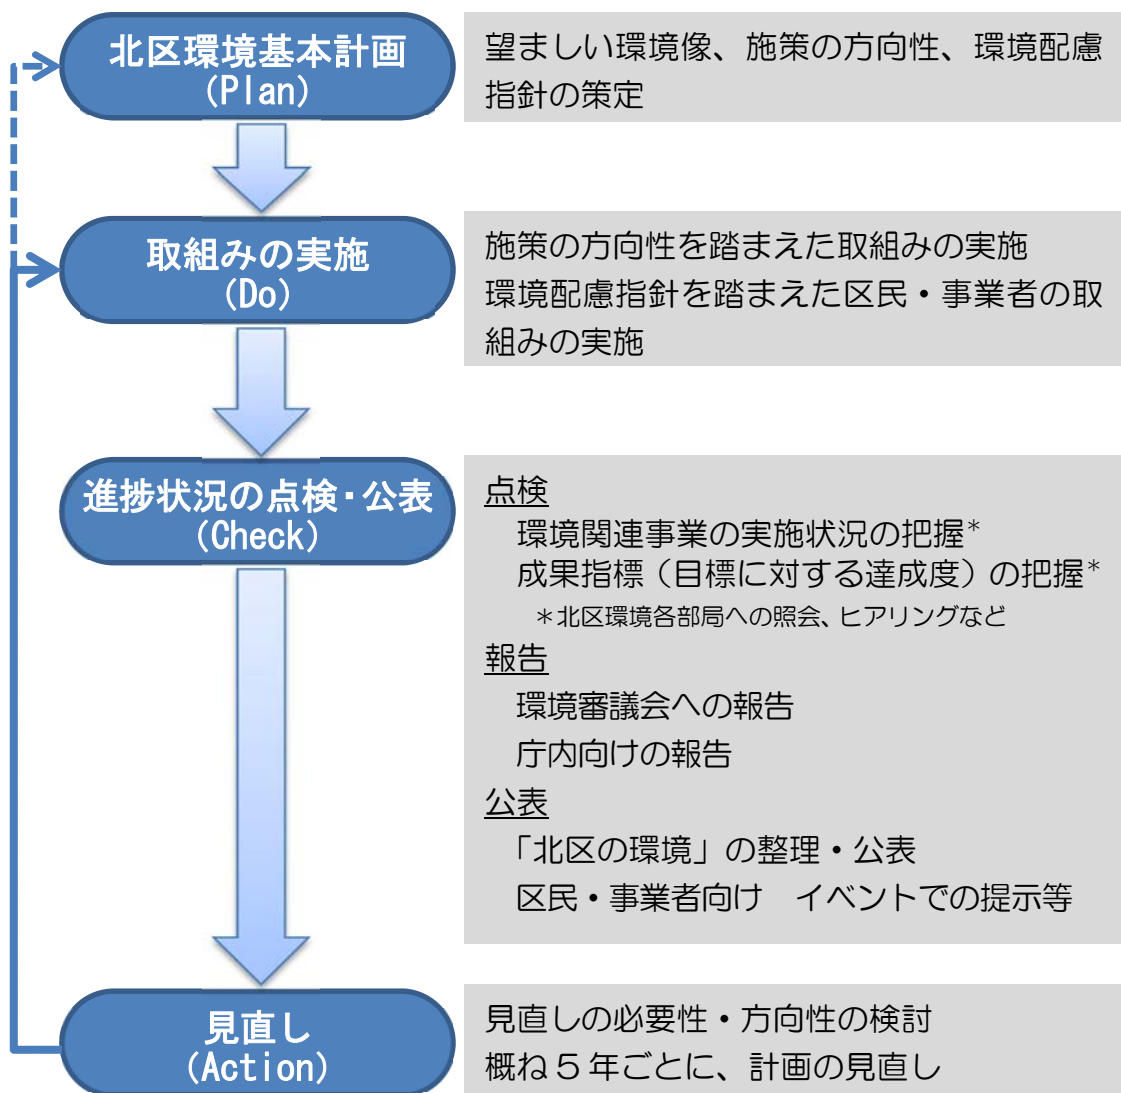 北区環境基本計画
(Plan)
望ましい環境像、施策の方向性、環境配慮
指針の策定
取組みの実施
(Do)
施策の方向性を踏まえた取組みの実施
環境配慮指針を踏まえた区民・事業者の取
組みの実施
進捗状況の点検・公表
(Check)
点検
環境関連事業の実施状況の把握*
成果指標（目標に対する達成度）の把握*
＊北区環境各部局への照会、ヒアリングなど
報告
環境審議会への報告
庁内向けの報告
公表
「北区の環境」の整理・公表
区民・事業者向け　イベントでの提示等
見直し
(Action)
見直しの必要性・方向性の検討
概ね５年ごとに、計画の見直し